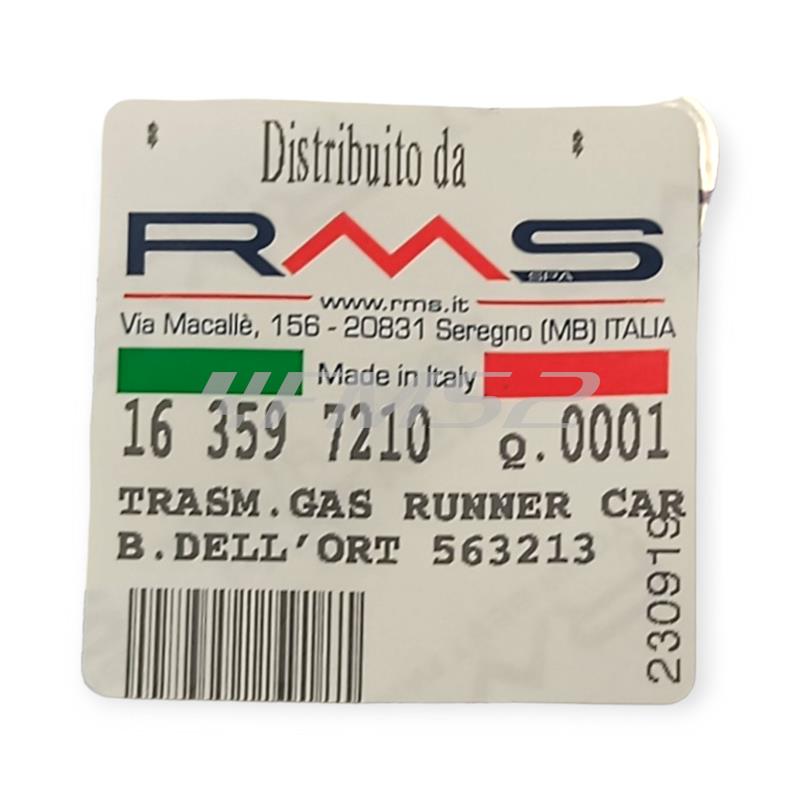 Distribuito da
RMS
SPA
www.rms.it
Via Macallè, 156 - 20831 Seregno (MB) ITALIA
Made in Italy
FMS2
16 359 7210 Q.0001
TRASM.GAS RUNNER CAR
B.DELL'ORT 563213
230919